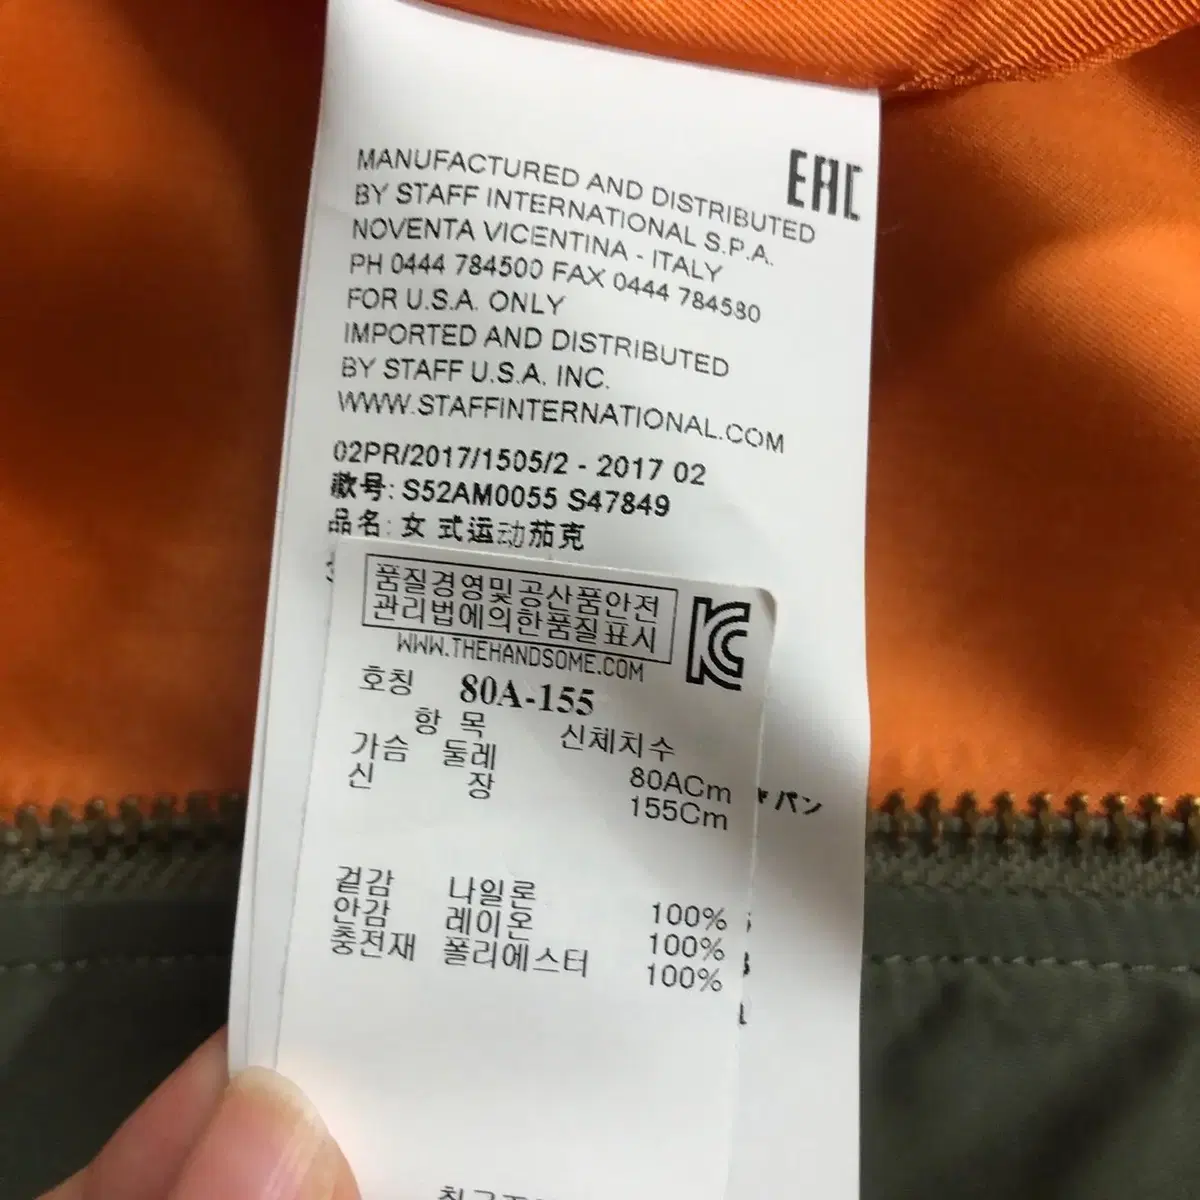 EAC
MANUFACTURED AND DISTRIBUTED
BY STAFF INTERNATIONAL S.P.A.
NOVENTA VICENTINA - ITALY
PH 0444 784500 FAX 0444 784580
FOR U.S.A. ONLY
IMPORTED AND DISTRIBUTED
BY STAFF U.S.A. INC.
WWW.STAFFINTERNATIONAL.COM
02PR/2017/1505/2 - 2017 02
款号: S52AM0055 S47849
品名: 女 式运动茄克
품질경영및공산품안전
관리법에의한품질표시
WWW.THEHANDSOME.COM
호칭 80A-155
항 목 신체치수
가슴 둘레 80ACm
신 장 155Cm
パン
겉감 나일론 100%
안감 레이온 100%
충전재 폴리에스터 100%